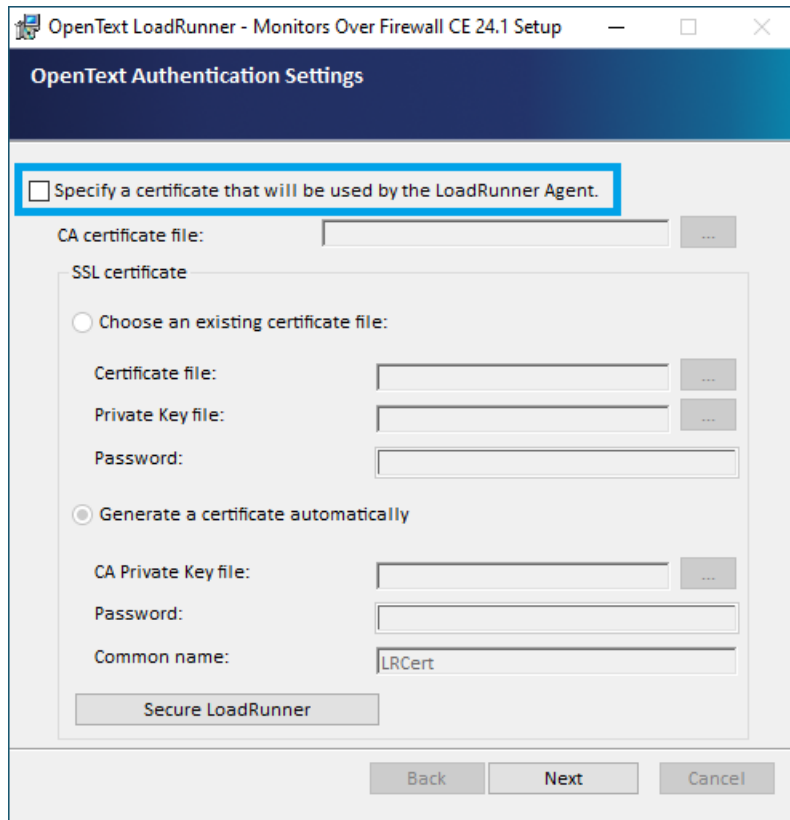 OpenText LoadRunner - Monitors Over Firewall CE 24.1 Setup
OpenText Authentication Settings
Specify a certificate that will be used by the LoadRunner Agent.
CA certificate file:
...
SSL certificate
Choose an existing certificate file:
Certificate file:
...
Private Key file:
...
Password:
Generate a certificate automatically
CA Private Key file:
...
Password:
Common name:
LRCert
Secure LoadRunner
Back Next Cancel